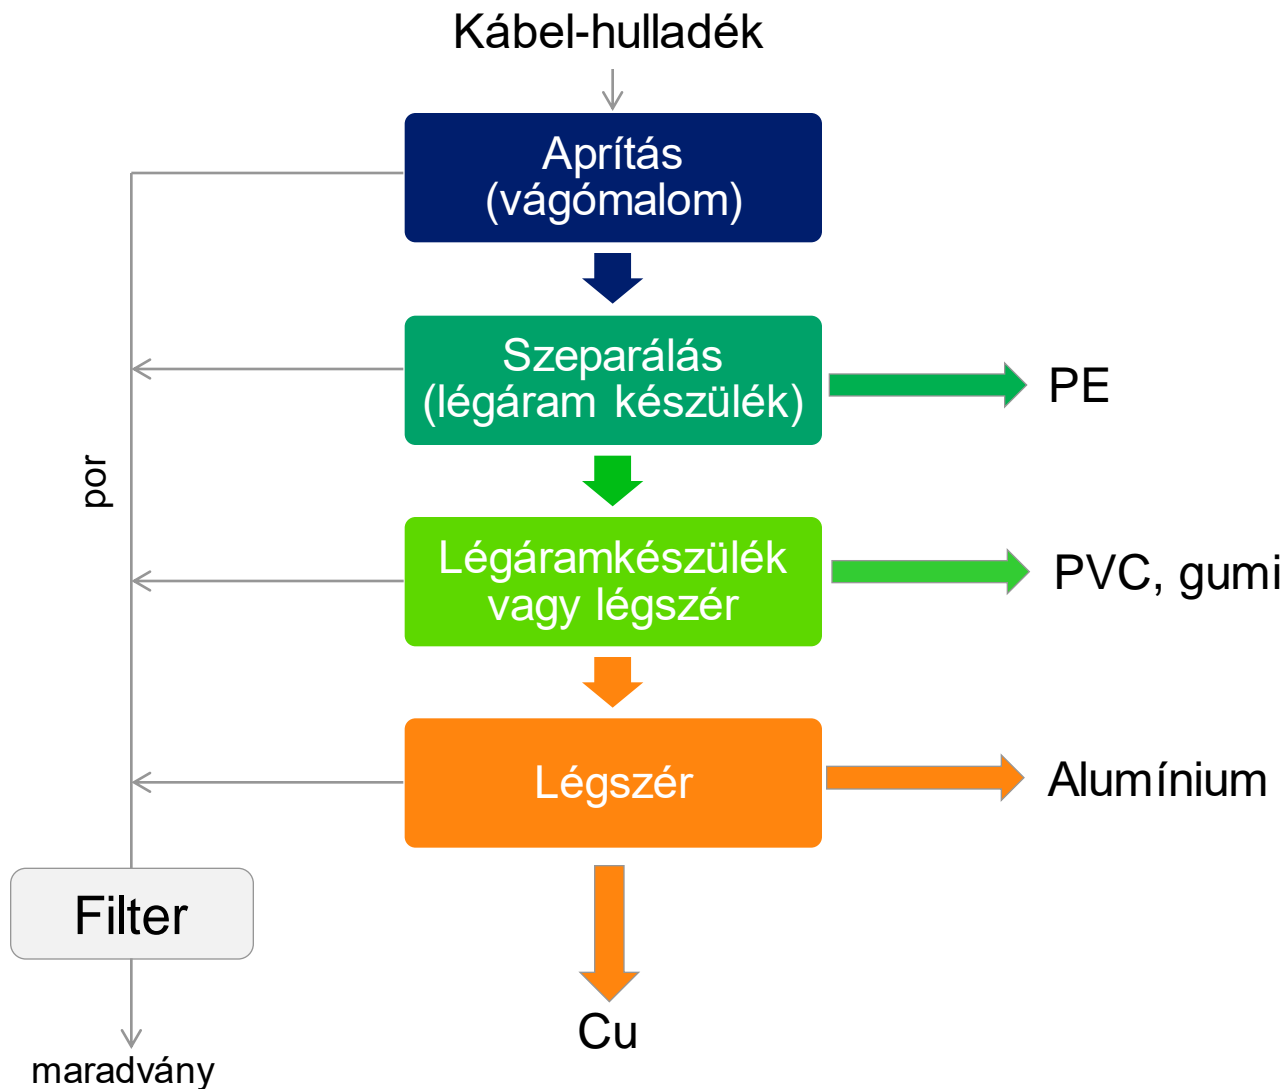 Kábel-hulladék
Aprítás
(vágómalom)
Szeparálás
(légáram készülék)
PE
por
Légáramkészülék
vagy légszér
PVC, gumi
Légszér
Alumínium
Filter
Cu
maradvány